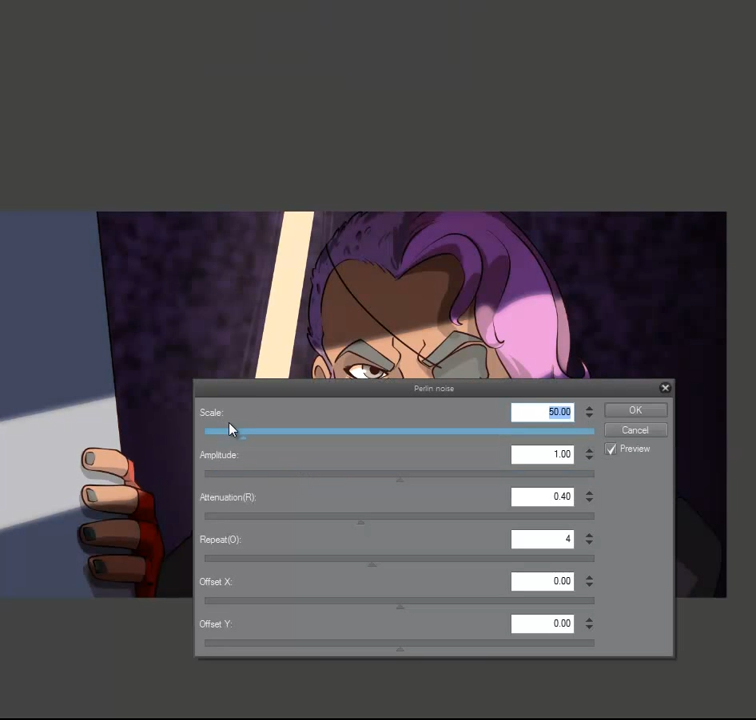 Perlin noise
Scale: 50.00 OK
Cancel
Preview
Amplitude: 1.00
Attenuation(R): 0.40
Repeat(O): 4
Offset X: 0.00
Offset Y: 0.00